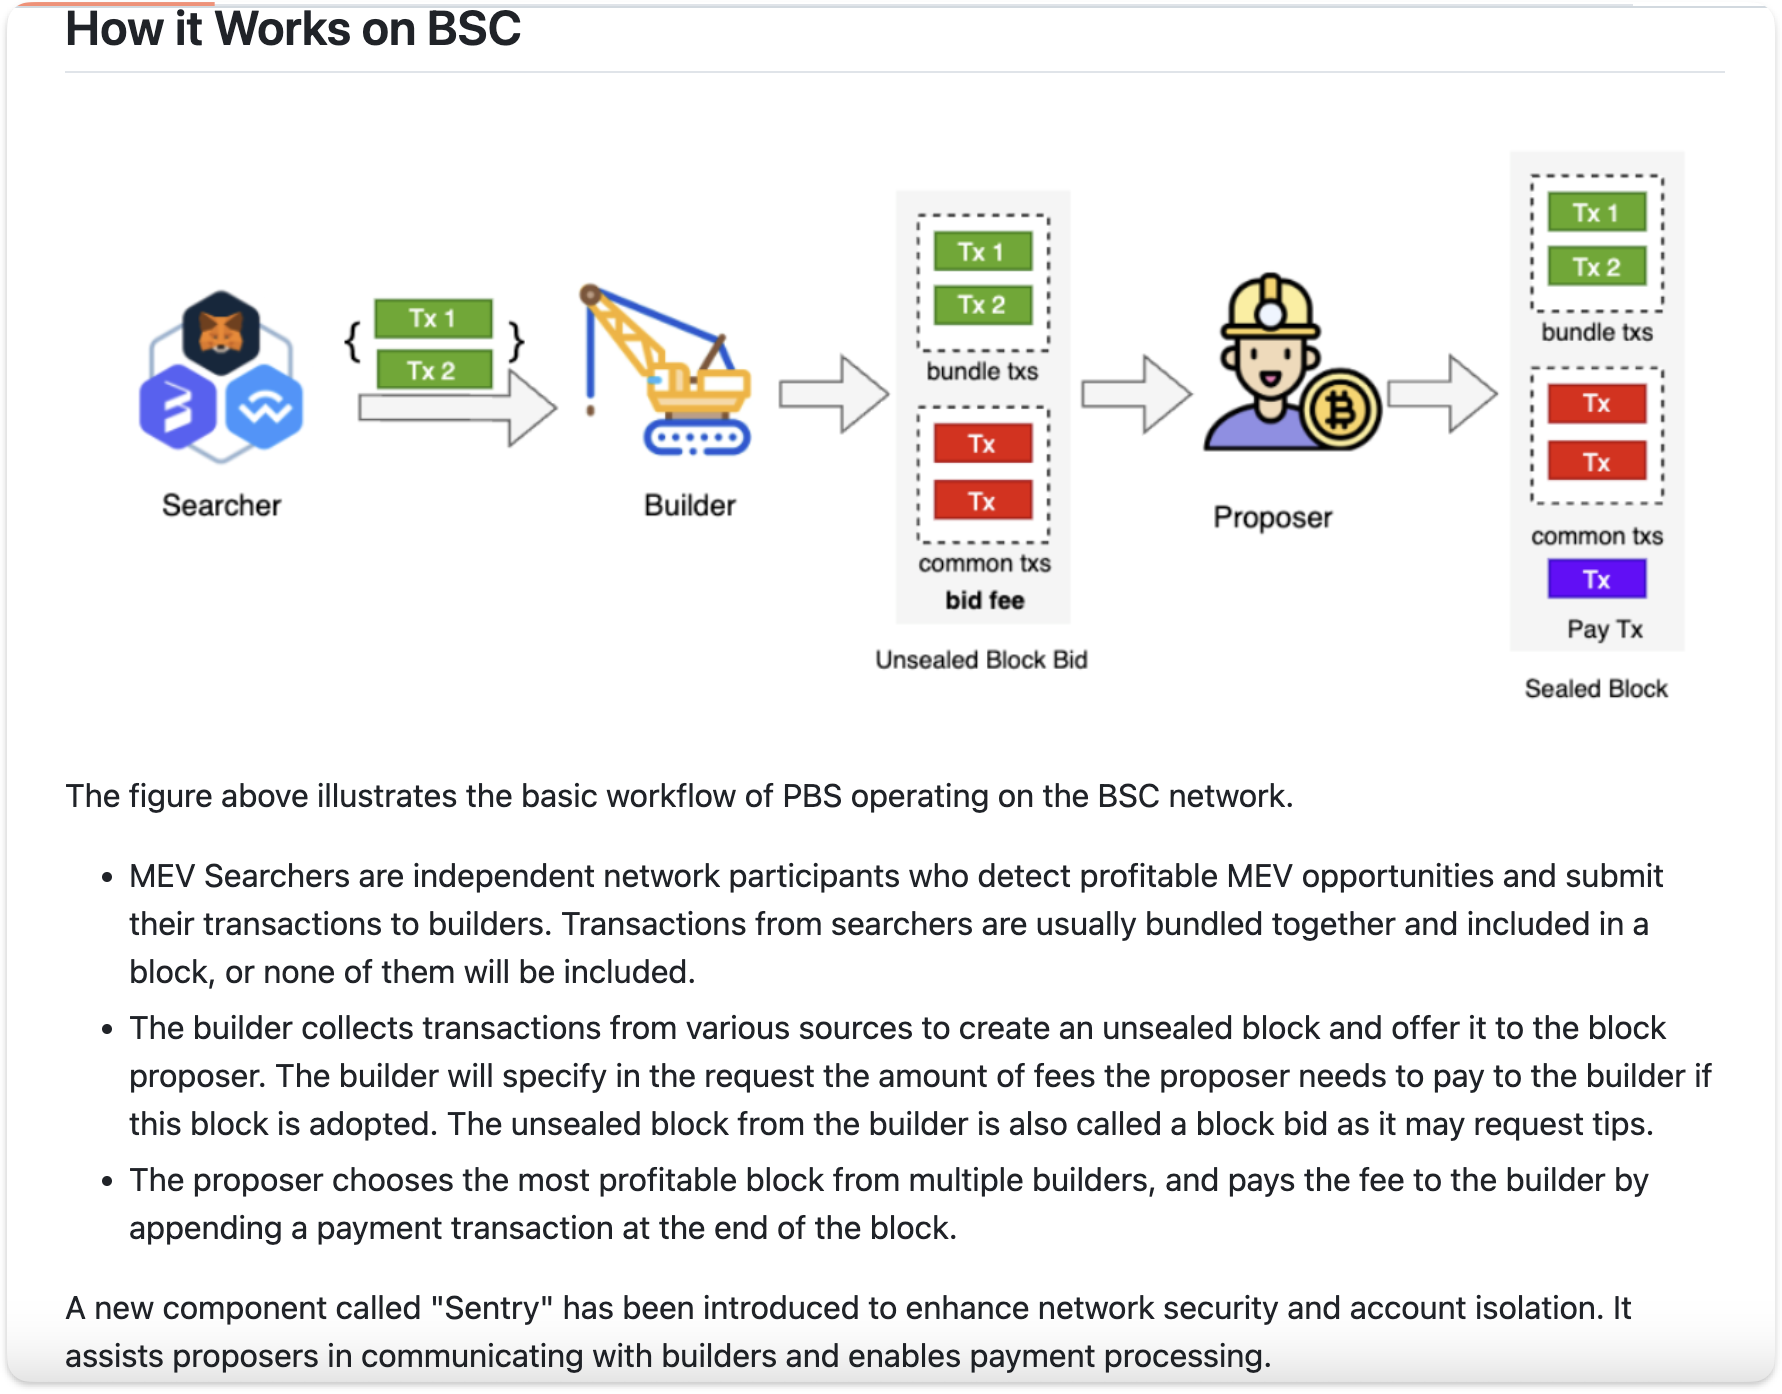 How it Works on BSC
{ Tx 1 }
Tx 2
Searcher
Builder
Tx 1
Tx 2
bundle txs
Tx
Tx
common txs
bid fee
Unsealed Block Bid
Proposer
Tx 1
Tx 2
bundle txs
Tx
Tx
common txs
Tx
Pay Tx
Sealed Block
The figure above illustrates the basic workflow of PBS operating on the BSC network.
• MEV Searchers are independent network participants who detect profitable MEV opportunities and submit
their transactions to builders. Transactions from searchers are usually bundled together and included in a
block, or none of them will be included.
• The builder collects transactions from various sources to create an unsealed block and offer it to the block
proposer. The builder will specify in the request the amount of fees the proposer needs to pay to the builder if
this block is adopted. The unsealed block from the builder is also called a block bid as it may request tips.
• The proposer chooses the most profitable block from multiple builders, and pays the fee to the builder by
appending a payment transaction at the end of the block.
A new component called "Sentry" has been introduced to enhance network security and account isolation. It
assists proposers in communicating with builders and enables payment processing.